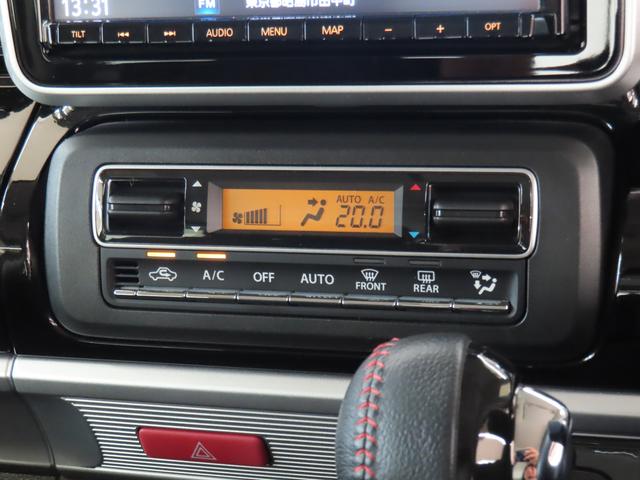 13:31 FM 東京都昭島市田中町
TILT AUDIO MENU MAP - + OPT
AUTO A/C
20.0
A/C OFF AUTO FRONT REAR